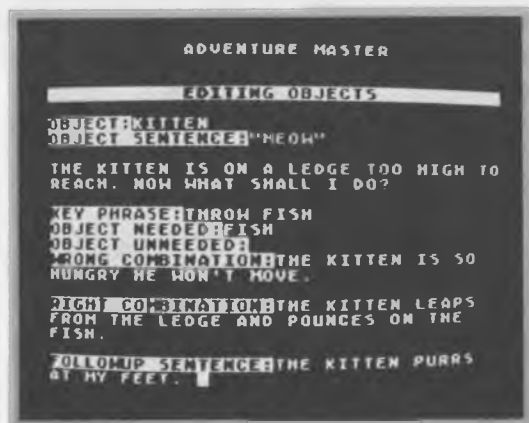 ADVENTURE MASTER
EDITING OBJECTS
OBJECT:KITTEN
OBJECT SENTENCE:"MEOW"
THE KITTEN IS ON A LEDGE TOO HIGH TO
REACH. NOW WHAT SHALL I DO?
KEY PHRASE:THROW FISH
OBJECT NEEDED:FISH
OBJECT UNNEEDED:
WRONG COMBINATION:THE KITTEN IS SO
HUNGRY HE WON'T MOVE.
RIGHT COMBINATION:THE KITTEN LEAPS
FROM THE LEDGE AND POUNCES ON THE
FISH.
FOLLOWUP SENTENCE:THE KITTEN PURRS
AT MY FEET.